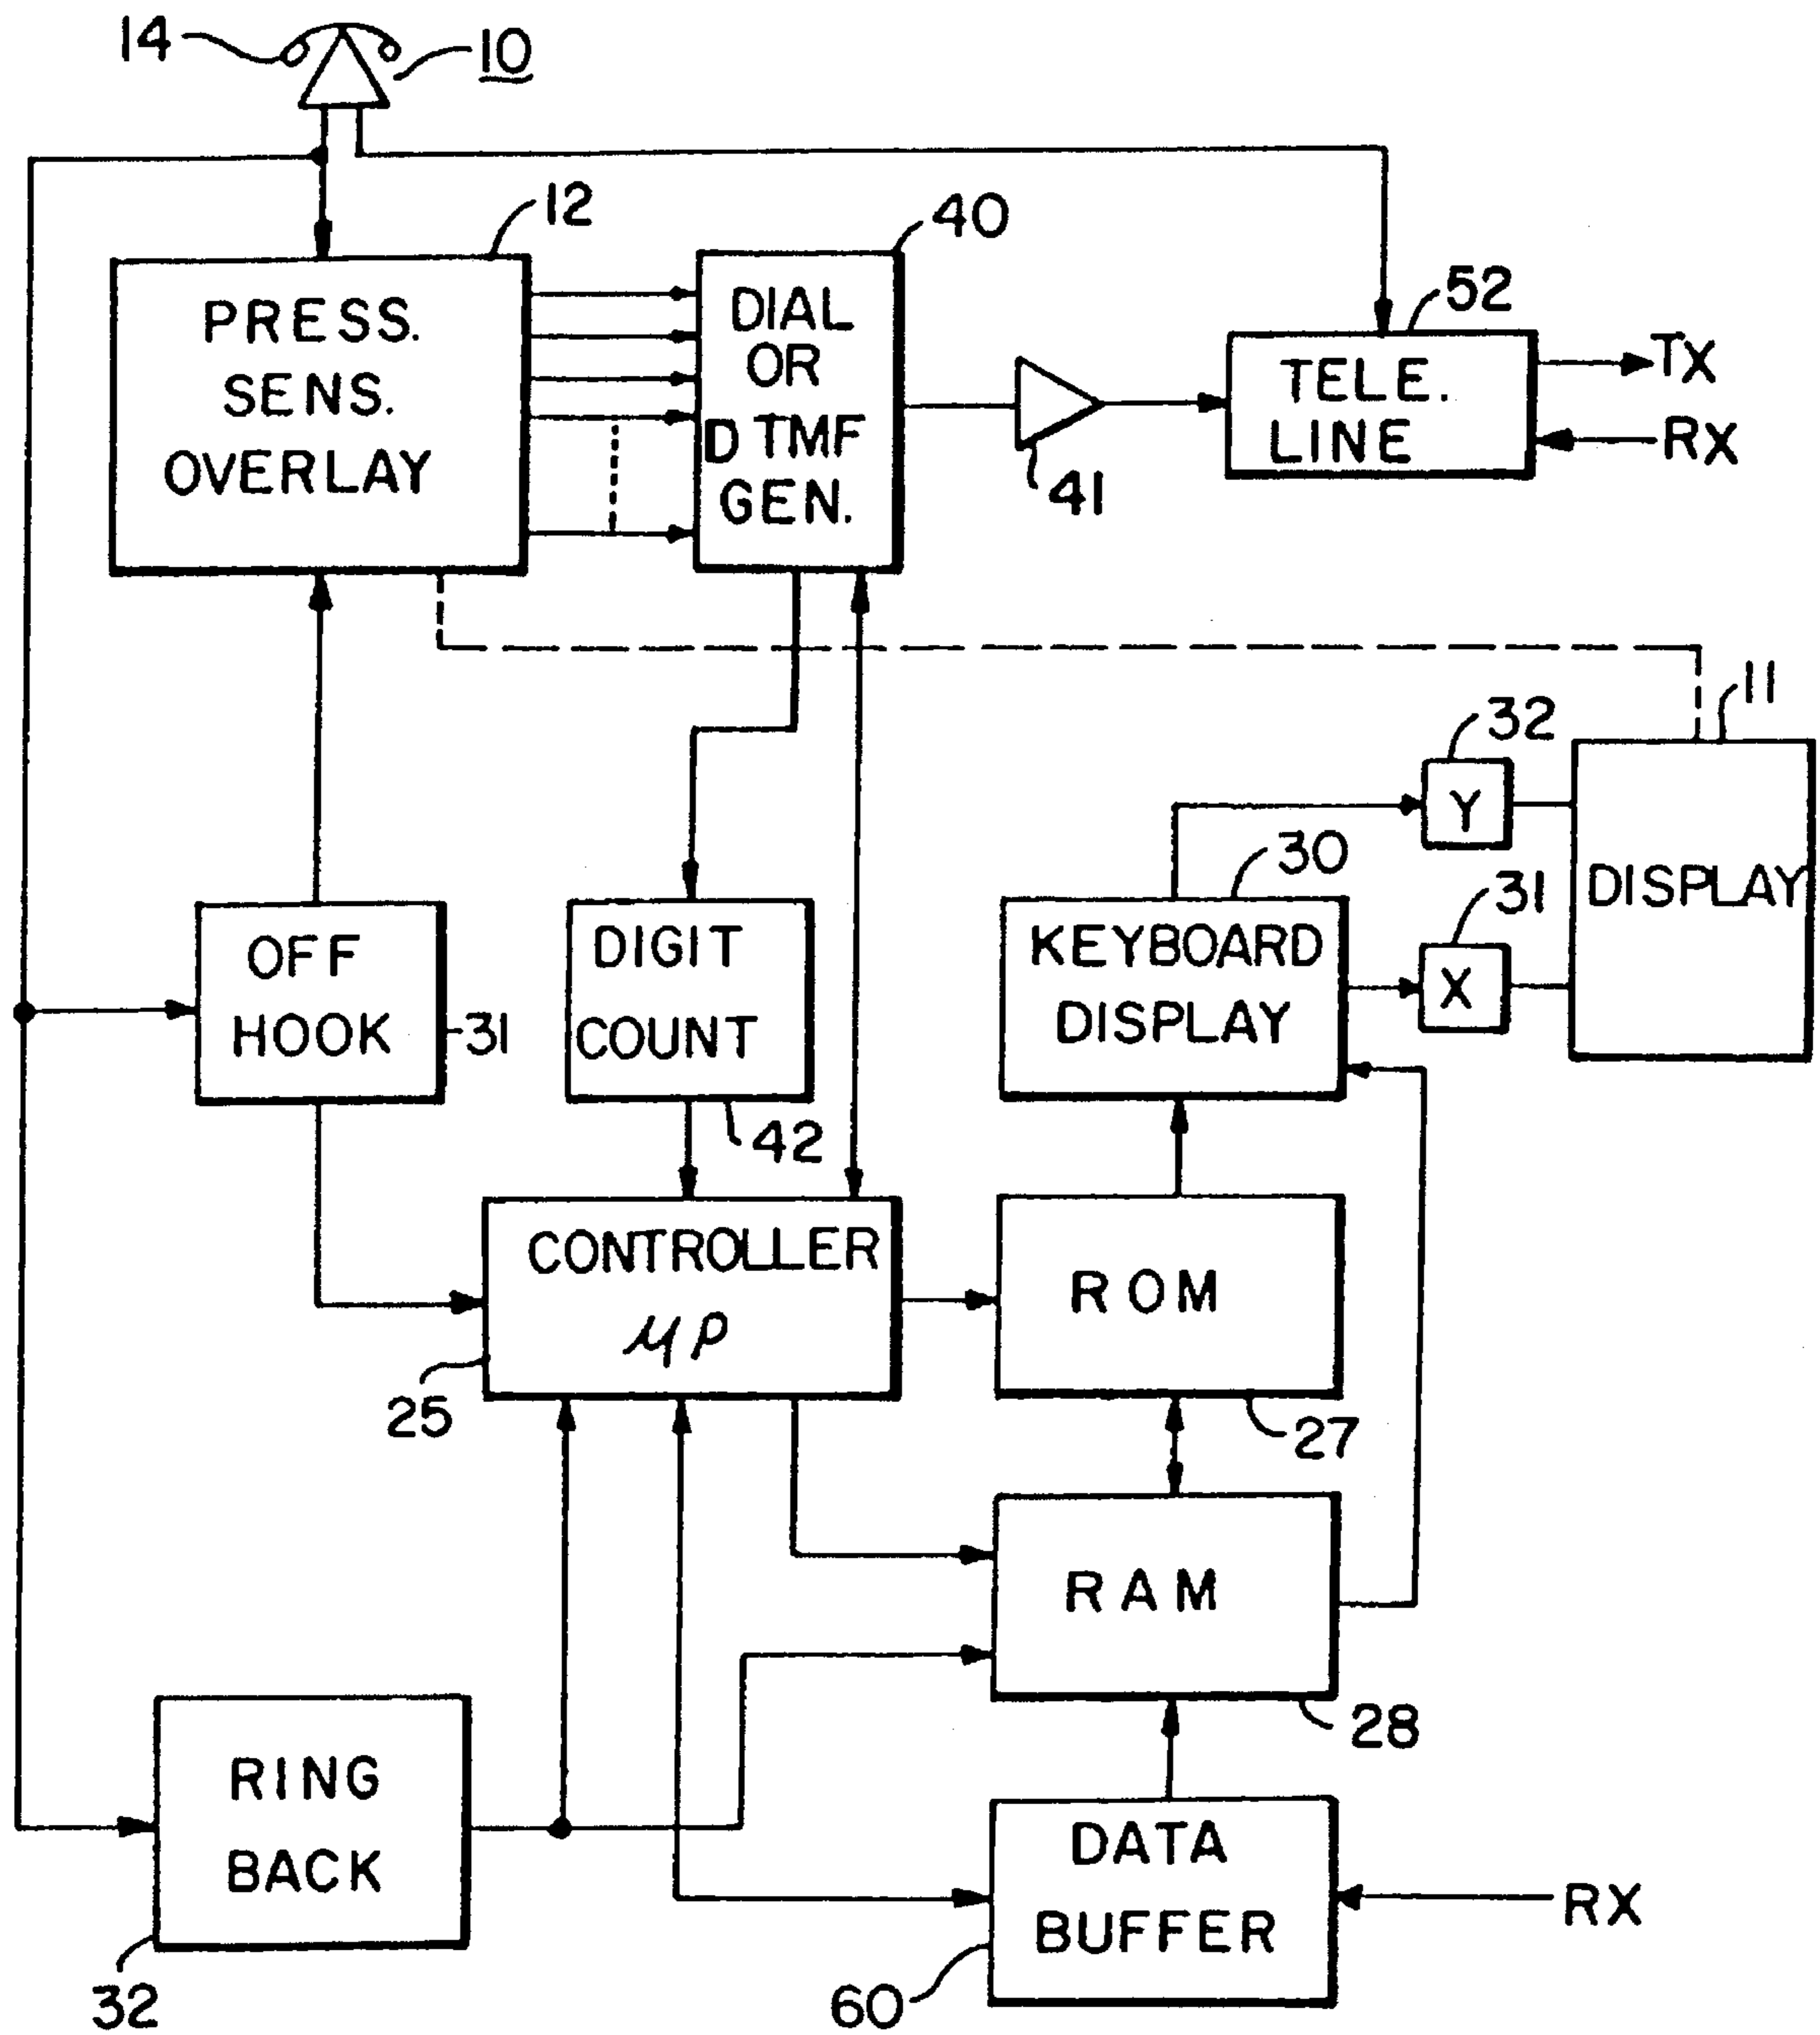 14
10
12
40
PRESS.
SENS.
OVERLAY
DIAL
OR
DTMF
GEN.
52
TELE.
LINE
TX
RX
41
11
32
Y
DISPLAY
30
31
KEYBOARD
DISPLAY
X
OFF
HOOK
31
DIGIT
COUNT
42
CONTROLLER
μP
25
ROM
27
RAM
28
RING
BACK
32
DATA
BUFFER
60
RX